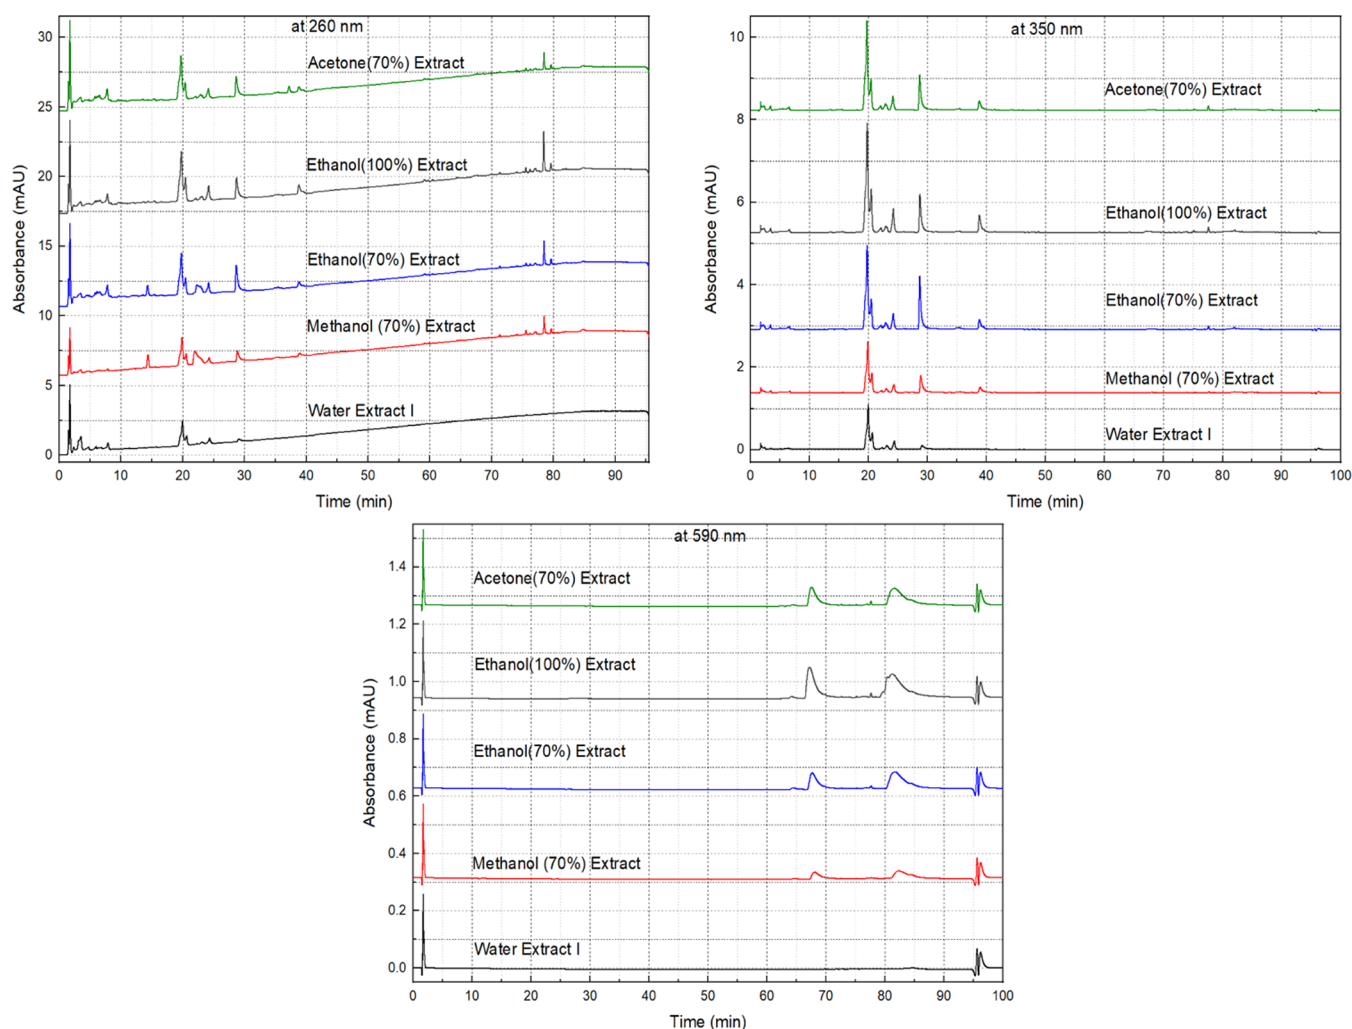 at 260 nm
30
25
20
15
10
5
0
Absorbance (mAU)
Acetone(70%) Extract
Ethanol(100%) Extract
Ethanol(70%) Extract
Methanol (70%) Extract
Water Extract I
0 10 20 30 40 50 60 70 80 90
Time (min)
at 350 nm
10
8
6
4
2
0
Absorbance (mAU)
Acetone(70%) Extract
Ethanol(100%) Extract
Ethanol(70%) Extract
Methanol (70%) Extract
Water Extract I
0 10 20 30 40 50 60 70 80 90 100
Time (min)
at 590 nm
1.4
1.2
1.0
0.8
0.6
0.4
0.2
0.0
Absorbance (mAU)
Acetone(70%) Extract
Ethanol(100%) Extract
Ethanol(70%) Extract
Methanol (70%) Extract
Water Extract I
0 10 20 30 40 50 60 70 80 90 100
Time (min)